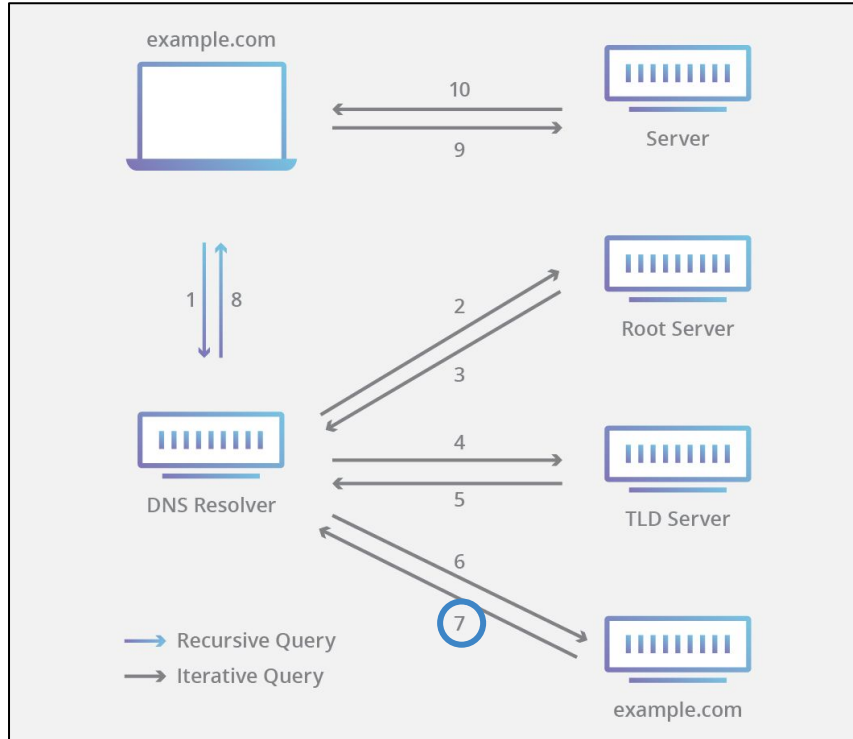 example.com
10
9
Server
1
8
2
3
Root Server
4
5
DNS Resolver
TLD Server
6
7
Recursive Query
Iterative Query
example.com